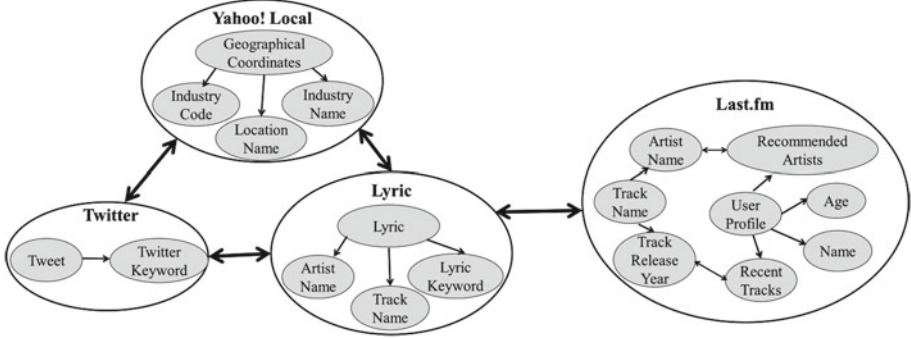 Yahoo! Local
Geographical
Coordinates
Industry
Code
Location
Name
Industry
Name
Twitter
Tweet
Twitter
Keyword
Lyric
Lyric
Artist
Name
Track
Name
Lyric
Keyword
Last.fm
Artist
Name
Recommended
Artists
Track
Name
User
Profile
Age
Track
Release
Year
Recent
Tracks
Name